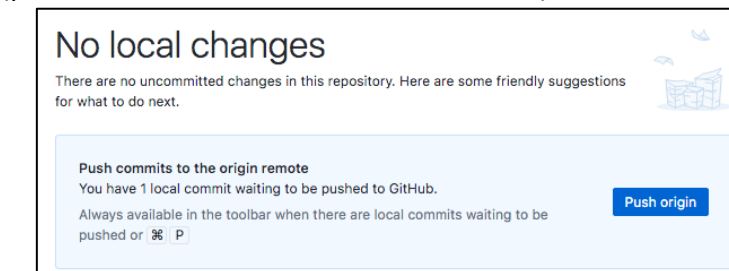 No local changes
There are no uncommitted changes in this repository. Here are some friendly suggestions
for what to do next.
Push commits to the origin remote
You have 1 local commit waiting to be pushed to GitHub.
Push origin
Always available in the toolbar when there are local commits waiting to be
pushed or ⌘ P